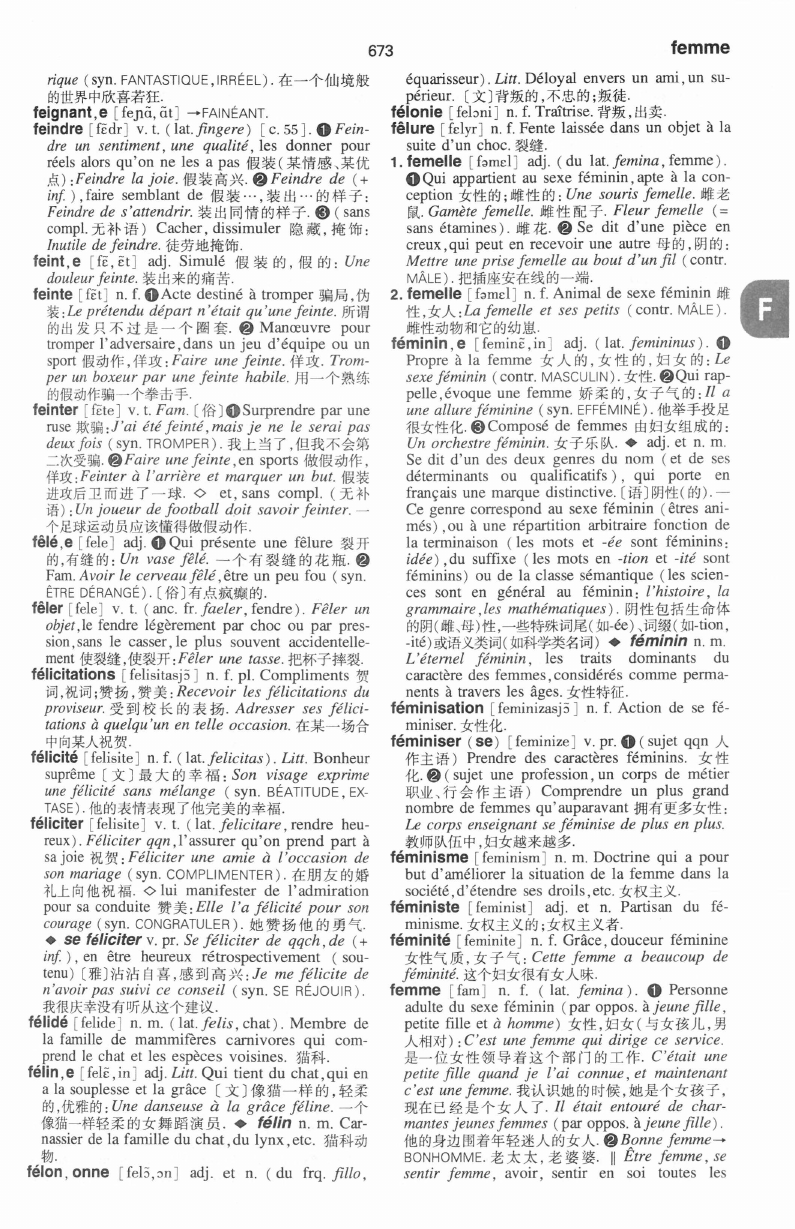 673
femme
rique (syn. FANTASTIQUE, IRRÉEL). 在一个仙境般
的世界中欣喜若狂.
feignant,e [feɲɑ̃, ɑ̃t] →FAINÉANT.
feindre [fɛ̃dr] v. t. (lat. fingere) [c. 55]. ❶ Fein-
dre un sentiment, une qualité, les donner pour
réels alors qu'on ne les a pas 假装(某情感、某优
点):Feindre la joie. 假装高兴. ❷ Feindre de (+
inf.), faire semblant de 假装…,装出…的样子:
Feindre de s'attendrir. 装出同情的样子. ❸ (sans
compl. 无补语) Cacher, dissimuler 隐藏,掩饰:
Inutile de feindre. 徒劳地掩饰.
feint,e [fɛ̃, ɛ̃t] adj. Simulé 假装的,假的: Une
douleur feinte. 装出来的痛苦.
feinte [fɛ̃t] n. f. ❶ Acte destiné à tromper 骗局,伪
装:Le prétendu départ n'était qu'une feinte. 所谓
的出发只不过是一个圈套. ❷ Manœuvre pour
tromper l'adversaire, dans un jeu d'équipe ou un
sport 假动作,佯攻:Faire une feinte. 佯攻. Trom-
per un boxeur par une feinte habile. 用一个熟练
的假动作骗一个拳击手.
feinter [fɛ̃te] v. t. Fam. [俗] ❶ Surprendre par une
ruse 欺骗:J'ai été feinté, mais je ne le serai pas
deux fois (syn. TROMPER). 我上当了,但我不会第
二次受骗. ❷ Faire une feinte, en sports 做假动作,
佯攻:Feinter à l'arrière et marquer un but. 假装
进攻后卫而进了一球. ◇ et, sans compl. (无补
语):Un joueur de football doit savoir feinter. 一
个足球运动员应该懂得做假动作.
fêlé,e [fele] adj. ❶ Qui présente une fêlure 裂开
的,有缝的: Un vase fêlé. 一个有裂缝的花瓶. ❷
Fam. Avoir le cerveau fêlé, être un peu fou (syn.
ÊTRE DÉRANGÉ). [俗]有点疯癫的.
fêler [fele] v. t. (anc. fr. faeler, fendre). Fêler un
objet, le fendre légèrement par choc ou par pres-
sion, sans le casser, le plus souvent accidentelle-
ment 使裂缝,使裂开:Fêler une tasse. 把杯子摔裂.
félicitations [felisitasjɔ̃] n. f. pl. Compliments 贺
词,祝词;赞扬,赞美:Recevoir les félicitations du
proviseur. 受到校长的表扬. Adresser ses félici-
tations à quelqu'un en telle occasion. 在某一场合
中向某人祝贺.
félicité [felisite] n. f. (lat. felicitas). Litt. Bonheur
suprême [文]最大的幸福: Son visage exprime
une félicité sans mélange (syn. BÉATITUDE, EX-
TASE). 他的表情表现了他完美的幸福.
féliciter [felisite] v. t. (lat. felicitare, rendre heu-
reux). Féliciter qqn, l'assurer qu'on prend part à
sa joie 祝贺:Féliciter une amie à l'occasion de
son mariage (syn. COMPLIMENTER). 在朋友的婚
礼上向他祝福. ◇ lui manifester de l'admiration
pour sa conduite 赞美:Elle l'a félicité pour son
courage (syn. CONGRATULER). 她赞扬他的勇气.
◆ se féliciter v. pr. Se féliciter de qqch, de (+
inf.), en être heureux rétrospectivement (sou-
tenu) [雅]沾沾自喜,感到高兴:Je me félicite de
n'avoir pas suivi ce conseil (syn. SE RÉJOUIR).
我很庆幸没有听从这个建议.
félidé [felide] n. m. (lat. felis, chat). Membre de
la famille de mammifères carnivores qui com-
prend le chat et les espèces voisines. 猫科.
félin,e [felɛ̃, in] adj. Litt. Qui tient du chat, qui en
a la souplesse et la grâce [文]像猫一样的,轻柔
的,优雅的:Une danseuse à la grâce féline. 一个
像猫一样轻柔的女舞蹈演员. ◆ félin n. m. Car-
nassier de la famille du chat, du lynx, etc. 猫科动
物.
félon, onne [felɔ̃, ɔn] adj. et n. (du frq. fillo,
équarisseur). Litt. Déloyal envers un ami, un su-
périeur. [文]背叛的,不忠的;叛徒.
félonie [felɔni] n. f. Traîtrise. 背叛,出卖.
fêlure [felyr] n. f. Fente laissée dans un objet à la
suite d'un choc. 裂缝.
1. femelle [fəmɛl] adj. (du lat. femina, femme).
❶ Qui appartient au sexe féminin, apte à la con-
ception 女性的;雌性的:Une souris femelle. 雌老
鼠. Gamète femelle. 雌性配子. Fleur femelle (=
sans étamines). 雌花. ❷ Se dit d'une pièce en
creux, qui peut en recevoir une autre 母的,阴的:
Mettre une prise femelle au bout d'un fil (contr.
MÂLE). 把插座安在线的一端.
2. femelle [fəmɛl] n. f. Animal de sexe féminin 雌
性,女人:La femelle et ses petits (contr. MÂLE).
雌性动物和它的幼崽.
féminin,e [feminɛ̃, in] adj. (lat. femininus). ❶
Propre à la femme 女人的,女性的,妇女的:Le
sexe féminin (contr. MASCULIN). 女性. ❷ Qui rap-
pelle, évoque une femme 娇柔的,女子气的:Il a
une allure féminine (syn. EFFÉMINÉ). 他举手投足
很女性化. ❸ Composé de femmes 由妇女组成的:
Un orchestre féminin. 女子乐队. ◆ adj. et n. m.
Se dit d'un des deux genres du nom (et de ses
déterminants ou qualificatifs), qui porte en
français une marque distinctive. [语]阴性(的). —
Ce genre correspond au sexe féminin (êtres ani-
més), ou à une répartition arbitraire fonction de
la terminaison (les mots et -ée sont féminins:
idée), du suffixe (les mots en -tion et -ité sont
féminins) ou de la classe sémantique (les scien-
ces sont en général au féminin: l'histoire, la
grammaire, les mathématiques). 阴性包括生命体
的阴(雌、母)性,一些特殊词尾(如-ée)、词缀(如-tion,
-ité)或语义类词(如科学类名词) ◆ féminin n. m.
L'éternel féminin, les traits dominants du
caractère des femmes, considérés comme perma-
nents à travers les âges. 女性特征.
féminisation [feminizasjɔ̃] n. f. Action de se fé-
miniser. 女性化.
féminiser (se) [feminize] v. pr. ❶ (sujet qqn 人
作主语) Prendre des caractères féminins. 女性
化. ❷ (sujet une profession, un corps de métier
职业、行会作主语) Comprendre un plus grand
nombre de femmes qu'auparavant 拥有更多女性:
Le corps enseignant se féminise de plus en plus.
教师队伍中,妇女越来越多.
féminisme [feminism] n. m. Doctrine qui a pour
but d'améliorer la situation de la femme dans la
société, d'étendre ses droils, etc. 女权主义.
féministe [feminist] adj. et n. Partisan du fé-
minisme. 女权主义的;女权主义者.
féminité [feminite] n. f. Grâce, douceur féminine
女性气质,女子气: Cette femme a beaucoup de
féminité. 这个妇女很有女人味.
femme [fam] n. f. (lat. femina). ❶ Personne
adulte du sexe féminin (par oppos. à jeune fille,
petite fille et à homme) 女性,妇女(与女孩儿,男
人相对):C'est une femme qui dirige ce service.
是一位女性领导着这个部门的工作. C'était une
petite fille quand je l'ai connue, et maintenant
c'est une femme. 我认识她的时候,她是个女孩子,
现在已经是个女人了. Il était entouré de char-
mantes jeunes femmes (par oppos. à jeune fille).
他的身边围着年轻迷人的女人. ❷ Bonne femme→
BONHOMME. 老太太,老婆婆. ‖ Être femme, se
sentir femme, avoir, sentir en soi toutes les
F